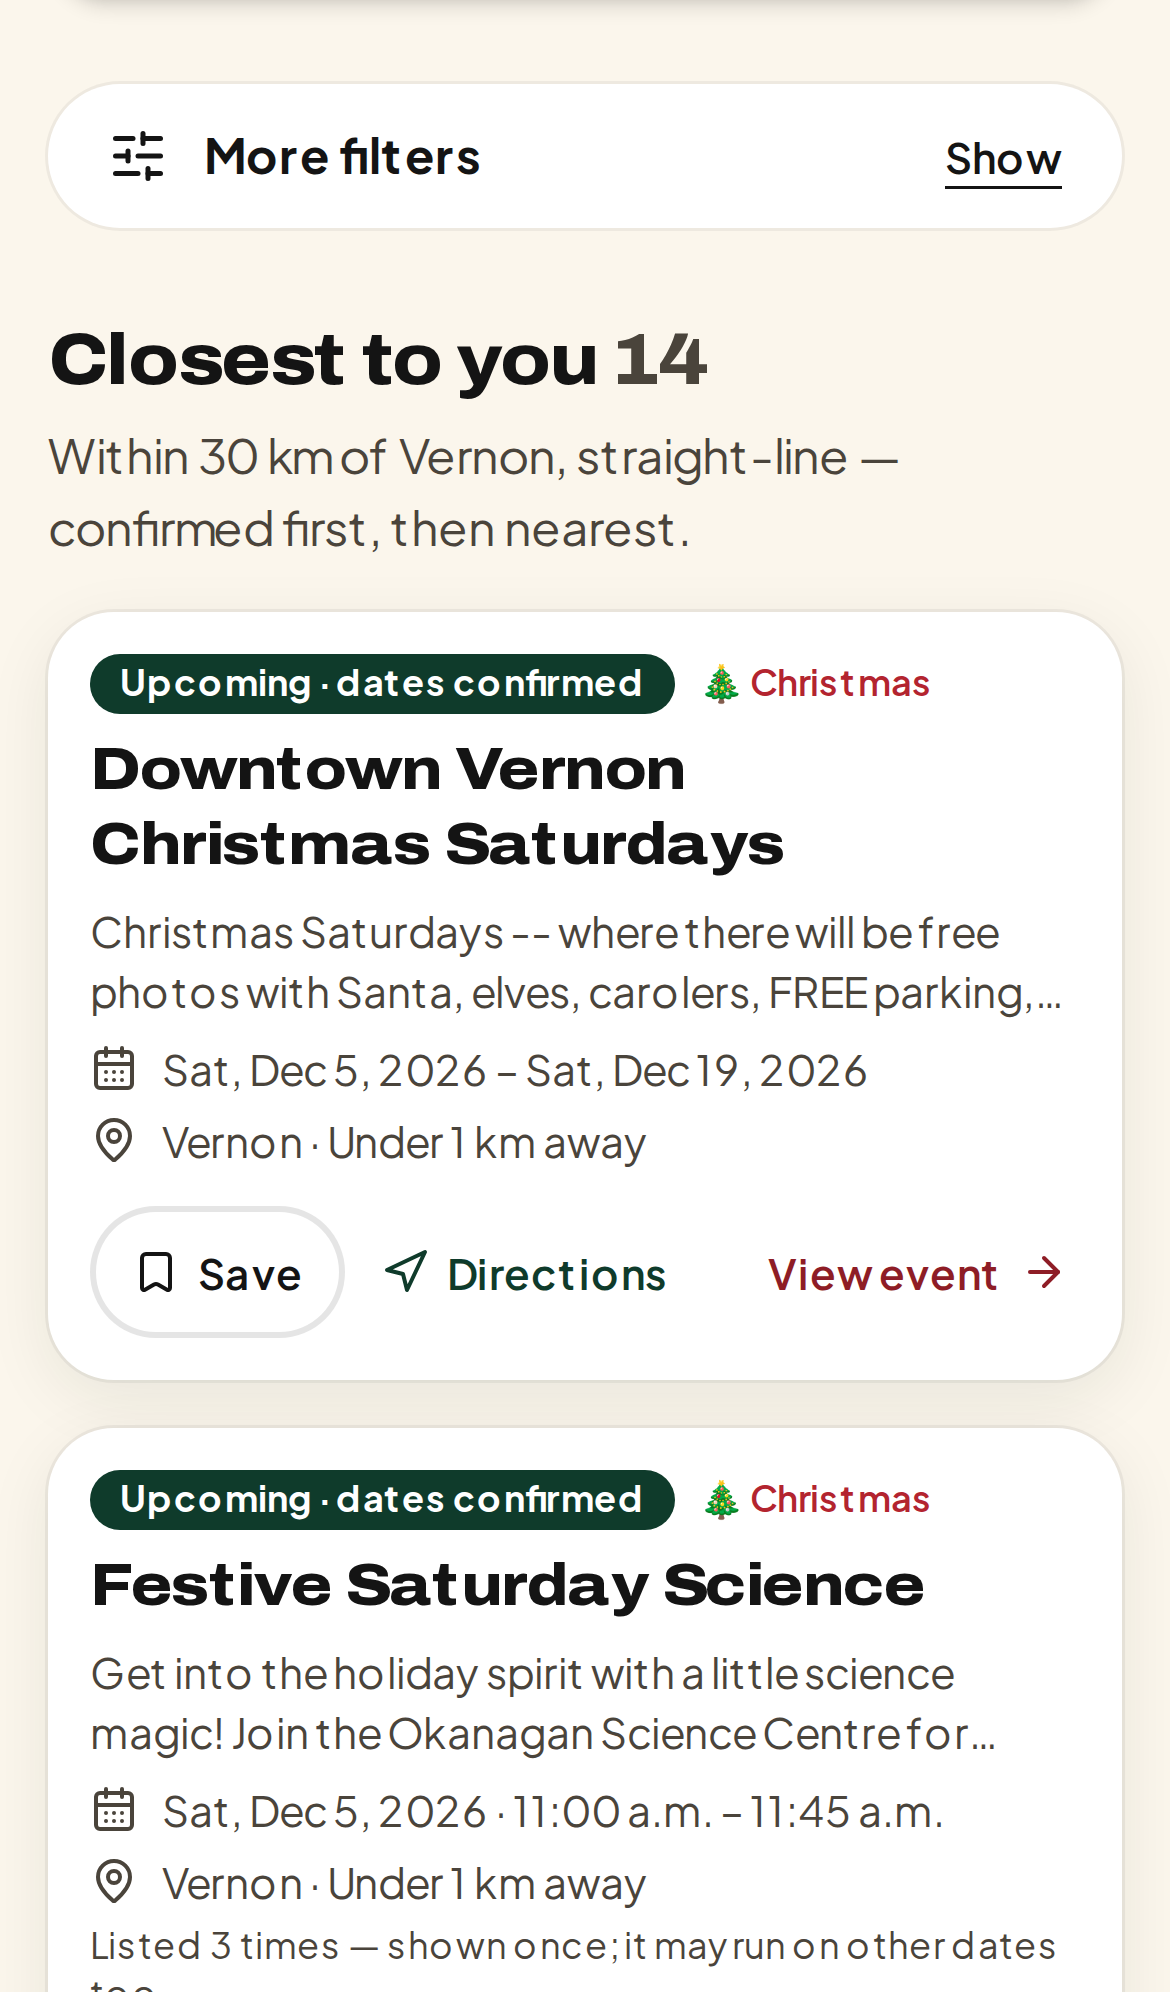 More filters
Show
Closest to you 14
Within 30 km of Vernon, straight-line —
confirmed first, then nearest.
Upcoming · dates confirmed
🎄 Christmas
Downtown Vernon
Christmas Saturdays
Christmas Saturdays -- where there will be free
photos with Santa, elves, carolers, FREE parking,…
Sat, Dec 5, 2026 – Sat, Dec 19, 2026
Vernon · Under 1 km away
Save
Directions
View event →
Upcoming · dates confirmed
🎄 Christmas
Festive Saturday Science
Get into the holiday spirit with a little science
magic! Join the Okanagan Science Centre for…
Sat, Dec 5, 2026 · 11:00 a.m. – 11:45 a.m.
Vernon · Under 1 km away
Listed 3 times — shown once; it may run on other dates